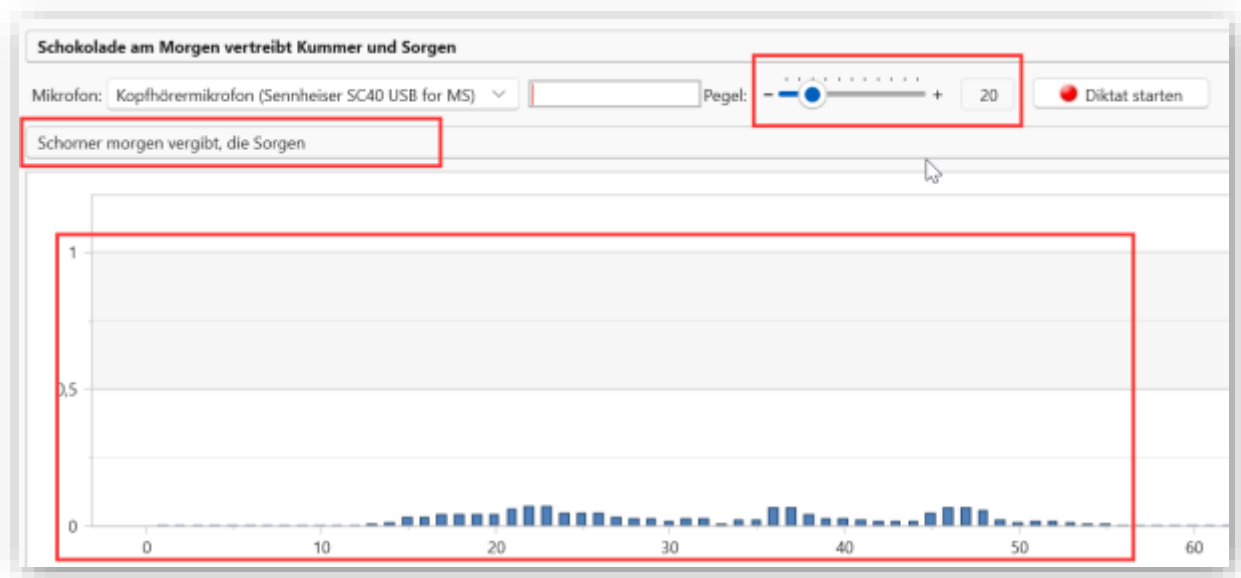 Schokolade am Morgen vertreibt Kummer und Sorgen
Mikrofon: Kopfhörermikrofon (Sennheiser SC40 USB for MS) Pegel: - + 20 Diktat starten
Schorner morgen vergibt, die Sorgen
1
0,5
0
0 10 20 30 40 50 60